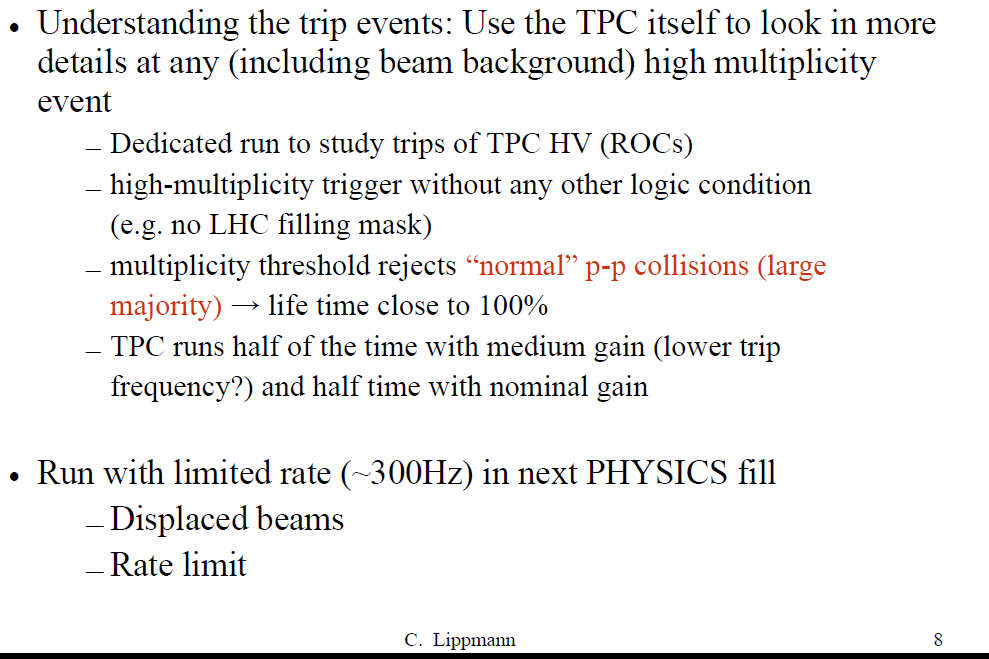 • Understanding the trip events: Use the TPC itself to look in more
details at any (including beam background) high multiplicity
event
– Dedicated run to study trips of TPC HV (ROCs)
– high-multiplicity trigger without any other logic condition
(e.g. no LHC filling mask)
– multiplicity threshold rejects “normal” p-p collisions (large
majority) → life time close to 100%
– TPC runs half of the time with medium gain (lower trip
frequency?) and half time with nominal gain
• Run with limited rate (~300Hz) in next PHYSICS fill
– Displaced beams
– Rate limit
C. Lippmann
8